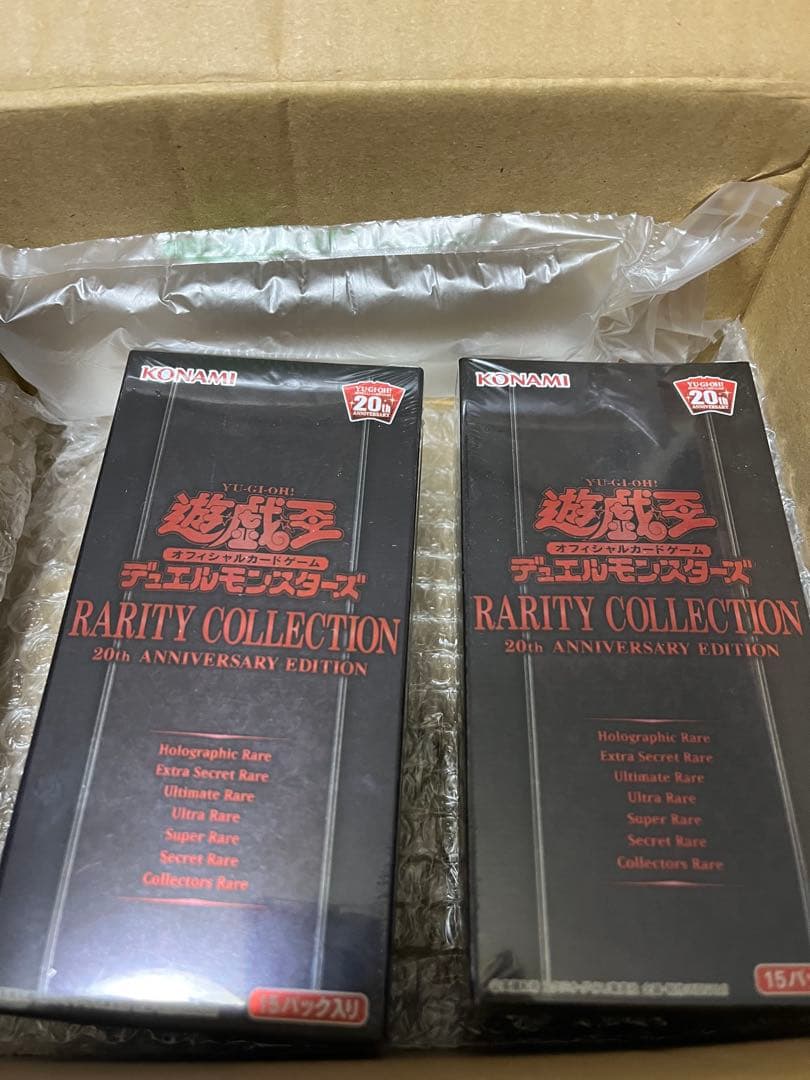 KONAMI
YU-GI-OH!
20th
ANNIVERSARY
YU-GI-OH!
遊戯王
オフィシャルカードゲーム
デュエルモンスターズ
RARITY COLLECTION
20th ANNIVERSARY EDITION
Holographic Rare
Extra Secret Rare
Ultimate Rare
Ultra Rare
Super Rare
Secret Rare
Collectors Rare
15パック入り
KONAMI
YU-GI-OH!
20th
ANNIVERSARY
YU-GI-OH!
遊戯王
オフィシャルカードゲーム
デュエルモンスターズ
RARITY COLLECTION
20th ANNIVERSARY EDITION
Holographic Rare
Extra Secret Rare
Ultimate Rare
Ultra Rare
Super Rare
Secret Rare
Collectors Rare
15パ